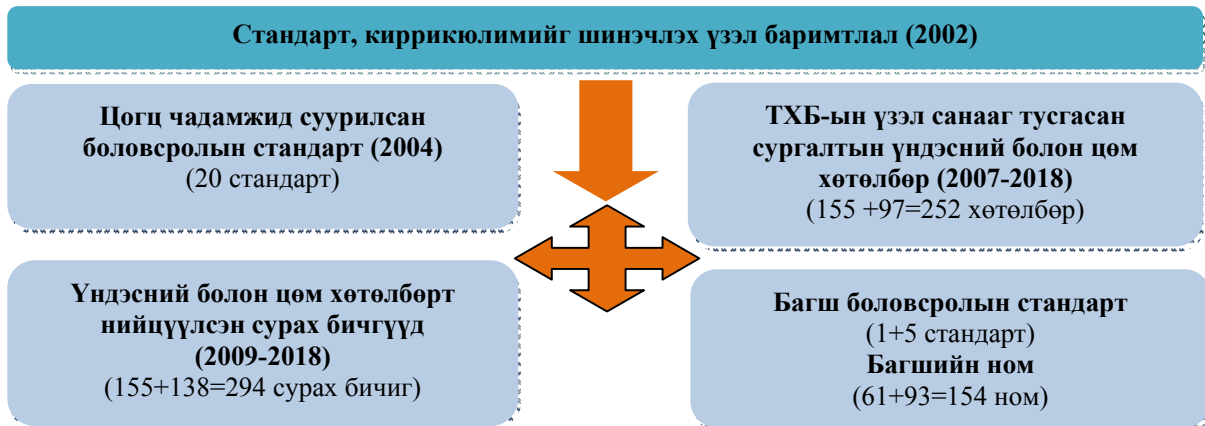 Стандарт, киррикюлимийг шинэчлэх үзэл баримтлал (2002)
Цогц чадамжид суурилсан
боловсролын стандарт (2004)
(20 стандарт)
ТХБ-ын үзэл санааг тусгасан
сургалтын үндэсний болон цөм
хөтөлбөр (2007-2018)
(155 +97=252 хөтөлбөр)
Үндэсний болон цөм хөтөлбөрт
нийцүүлсэн сурах бичгүүд
(2009-2018)
(155+138=294 сурах бичиг)
Багш боловсролын стандарт
(1+5 стандарт)
Багшийн ном
(61+93=154 ном)